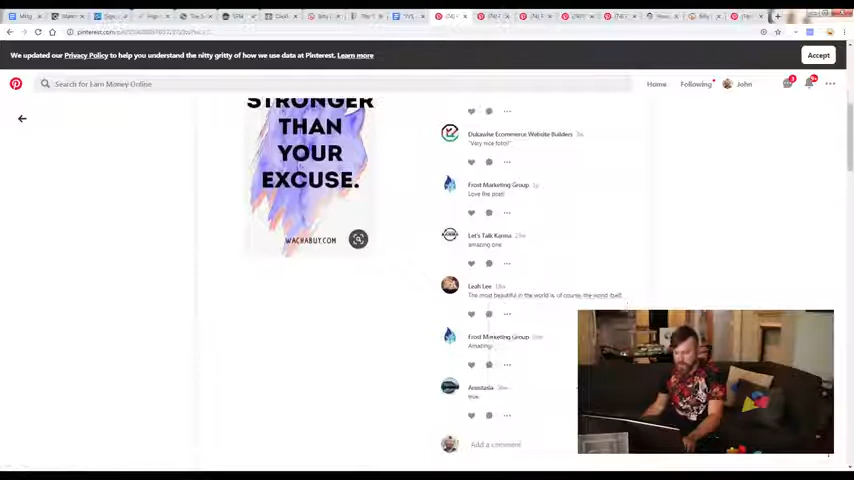 pinterest.com
We updated our Privacy Policy to help you understand the nitty gritty of how we use data at Pinterest. Learn more
Accept
Search for Earn Money Online
Home
Following
John
STRONGER
THAN
YOUR
EXCUSE.
WACHABUY.COM
Dukawise Ecommerce Website Builders
"Very nice foto!"
Frost Marketing Group
Love the post!
Let's Talk Karma
amazing one
Leah Lee
The most beautiful in the world is, of course, the world itself.
Frost Marketing Group
Amazing
Anastasia
true.
Add a comment